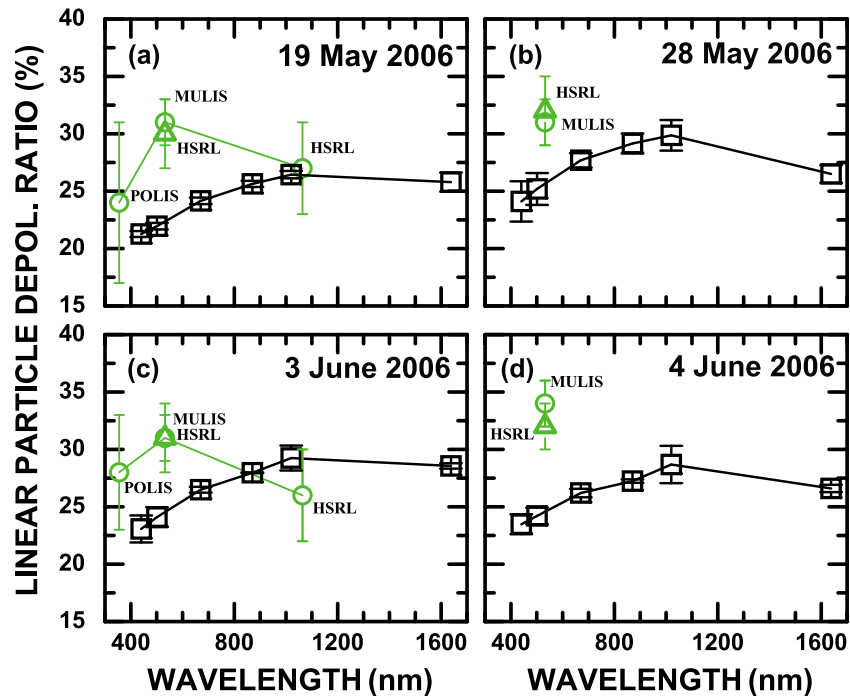 LINEAR PARTICLE DEPOL. RATIO (%)
40
35
30
25
20
15
(a)
19 May 2006
MULIS
HSRL
HSRL
POLIS
(b)
28 May 2006
HSRL
MULIS
40
35
30
25
20
15
(c)
3 June 2006
MULIS
HSRL
POLIS
HSRL
(d)
4 June 2006
MULIS
HSRL
400 800 1200 1600
400 800 1200 1600
WAVELENGTH (nm)
WAVELENGTH (nm)